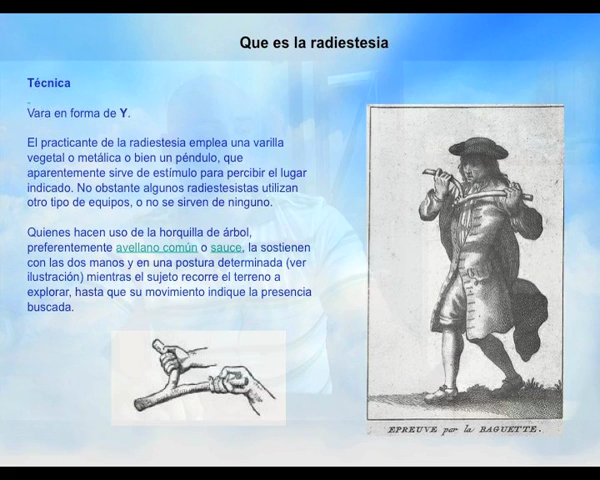 Que es la radiestesia
Técnica
Vara en forma de Y.
El practicante de la radiestesia emplea una varilla
vegetal o metálica o bien un péndulo, que
aparentemente sirve de estímulo para percibir el lugar
indicado. No obstante algunos radiestesistas utilizan
otro tipo de equipos, o no se sirven de ninguno.
Quienes hacen uso de la horquilla de árbol,
preferentemente avellano común o sauce, la sostienen
con las dos manos y en una postura determinada (ver
ilustración) mientras el sujeto recorre el terreno a
explorar, hasta que su movimiento indique la presencia
buscada.
EPREUVE par la BAGUETTE.